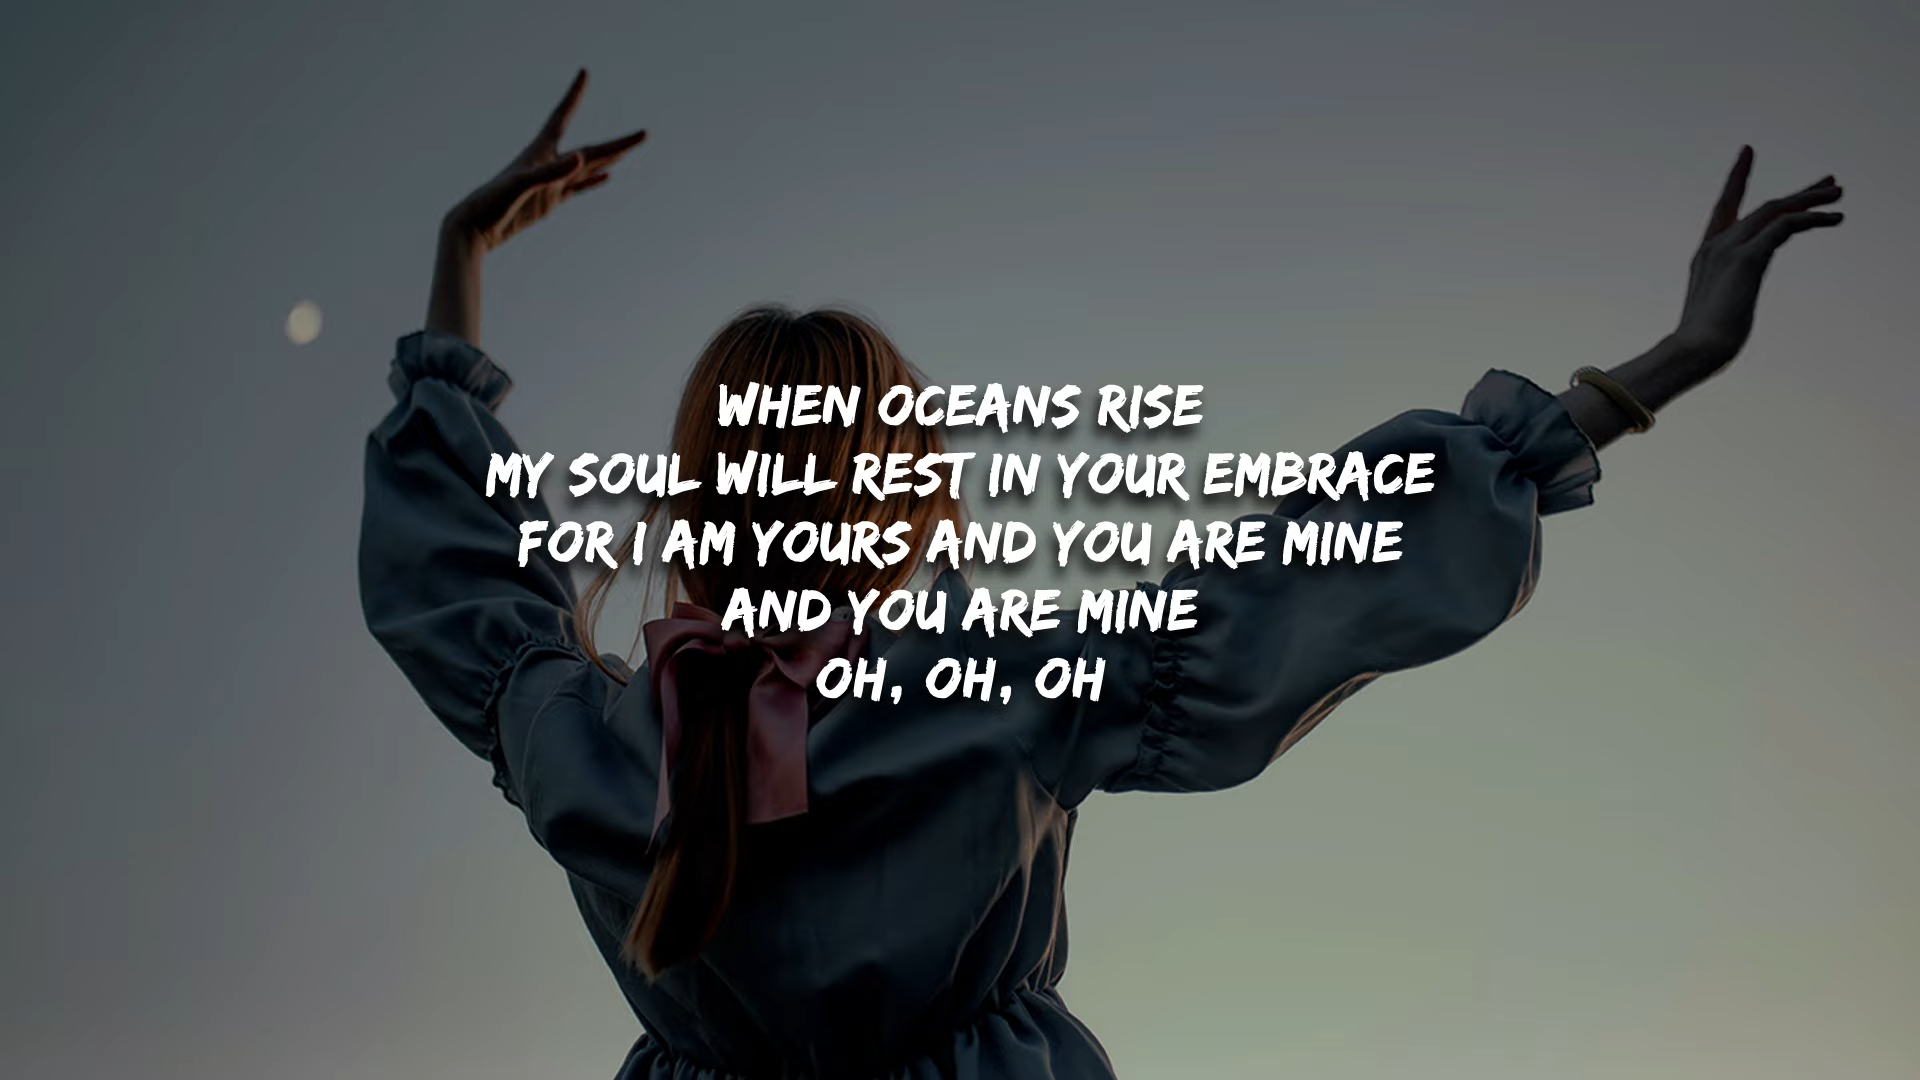 WHEN OCEANS RISE
MY SOUL WILL REST IN YOUR EMBRACE
FOR I AM YOURS AND YOU ARE MINE
AND YOU ARE MINE
OH, OH, OH